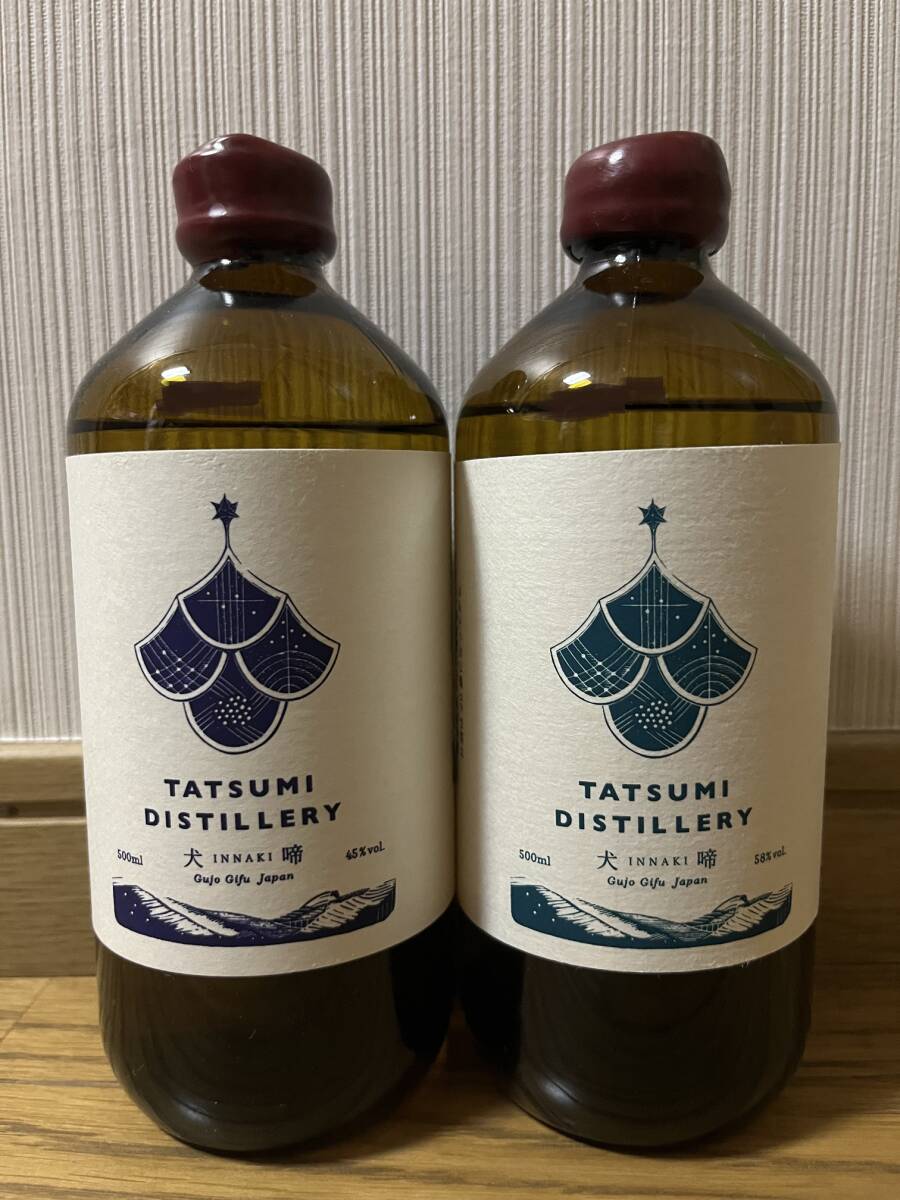 TATSUMI
DISTILLERY
500ml
犬 INNAKI 啼
45%vol.
Gujo Gifu Japan
TATSUMI
DISTILLERY
500ml
犬 INNAKI 啼
58%vol.
Gujo Gifu Japan